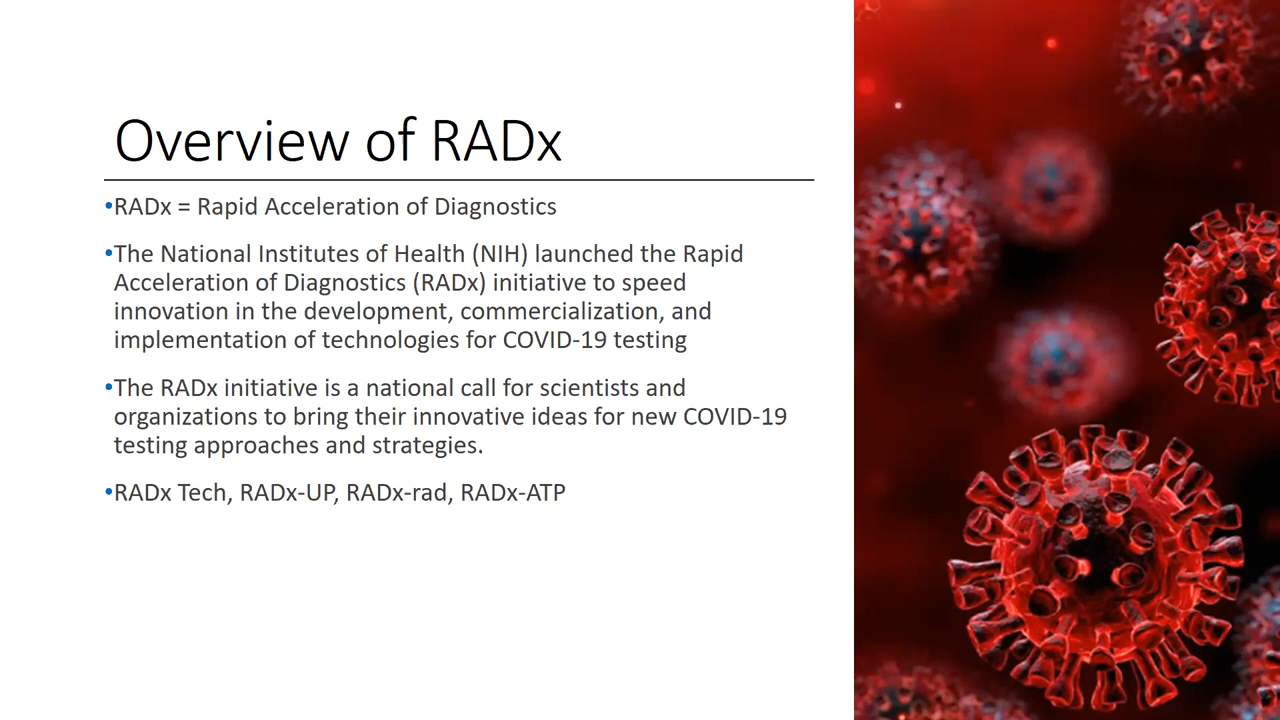 Overview of RADx
•RADx = Rapid Acceleration of Diagnostics
•The National Institutes of Health (NIH) launched the Rapid
Acceleration of Diagnostics (RADx) initiative to speed
innovation in the development, commercialization, and
implementation of technologies for COVID-19 testing
•The RADx initiative is a national call for scientists and
organizations to bring their innovative ideas for new COVID-19
testing approaches and strategies.
•RADx Tech, RADx-UP, RADx-rad, RADx-ATP